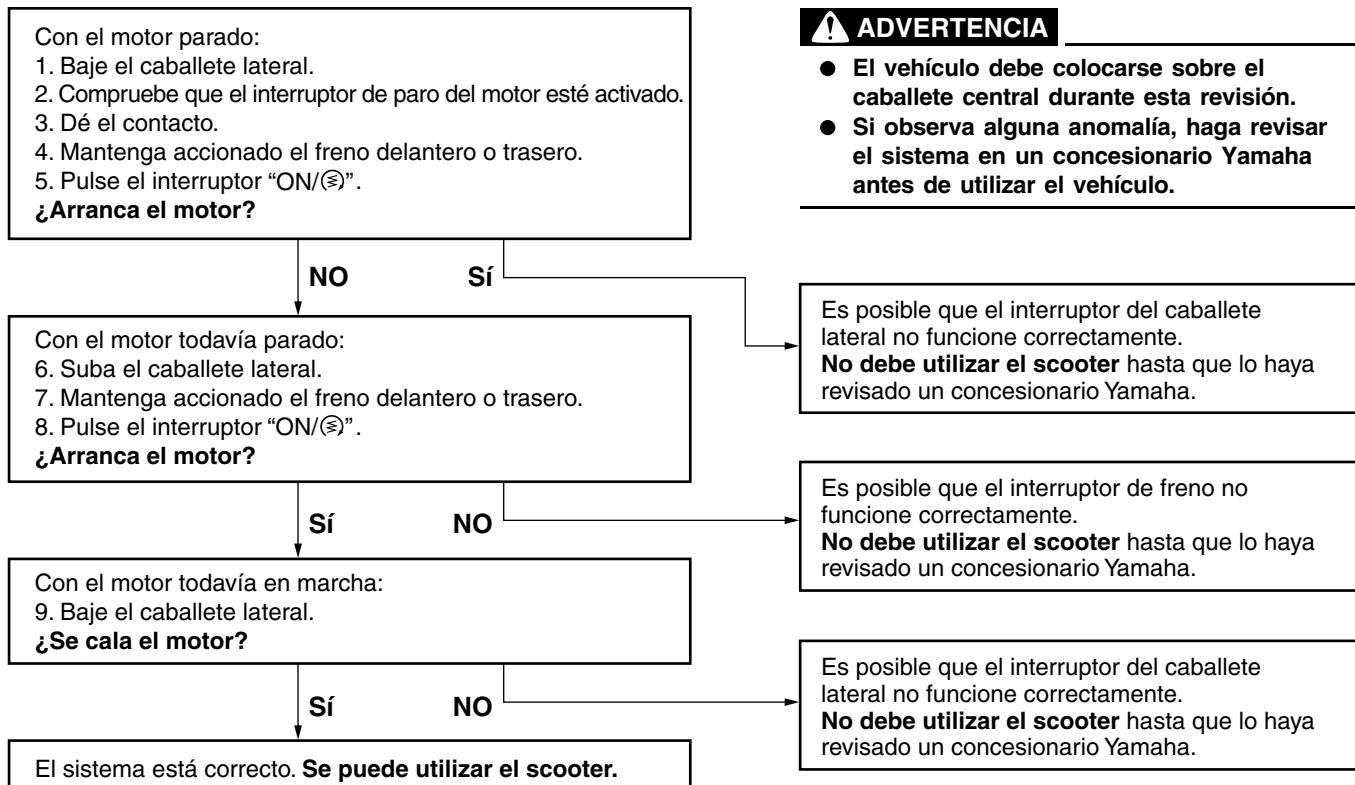 Con el motor parado:
1. Baje el caballete lateral.
2. Compruebe que el interruptor de paro del motor esté activado.
3. Dé el contacto.
4. Mantenga accionado el freno delantero o trasero.
5. Pulse el interruptor “ON/”.
¿Arranca el motor?
ADVERTENCIA
● El vehículo debe colocarse sobre el
caballete central durante esta revisión.
● Si observa alguna anomalía, haga revisar
el sistema en un concesionario Yamaha
antes de utilizar el vehículo.
NO Sí
Es posible que el interruptor del caballete
lateral no funcione correctamente.
No debe utilizar el scooter hasta que lo haya
revisado un concesionario Yamaha.
Con el motor todavía parado:
6. Suba el caballete lateral.
7. Mantenga accionado el freno delantero o trasero.
8. Pulse el interruptor “ON/”.
¿Arranca el motor?
Sí NO
Es posible que el interruptor de freno no
funcione correctamente.
No debe utilizar el scooter hasta que lo haya
revisado un concesionario Yamaha.
Con el motor todavía en marcha:
9. Baje el caballete lateral.
¿Se cala el motor?
Sí NO
Es posible que el interruptor del caballete
lateral no funcione correctamente.
No debe utilizar el scooter hasta que lo haya
revisado un concesionario Yamaha.
El sistema está correcto. Se puede utilizar el scooter.